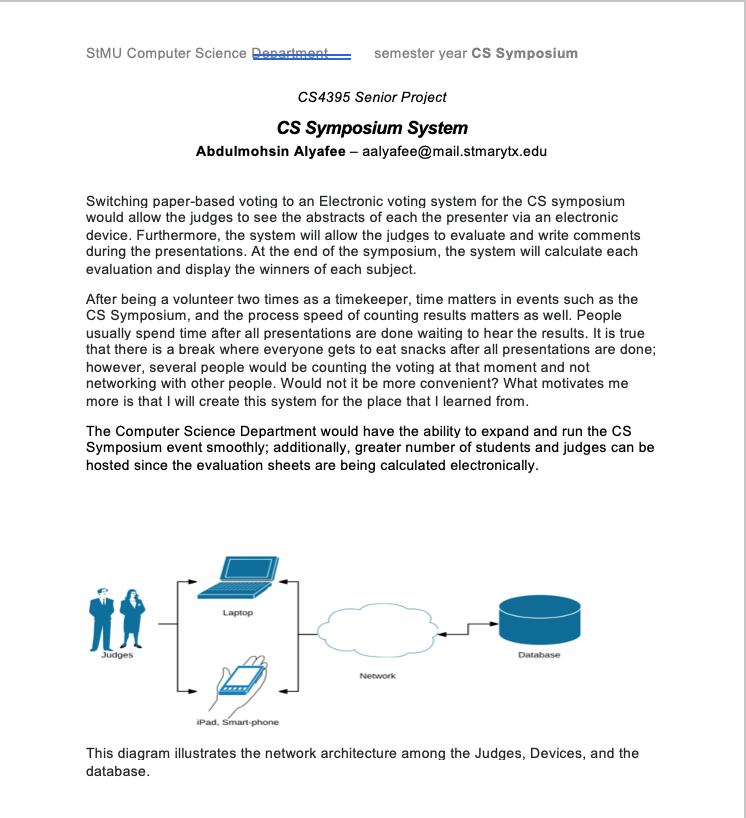 StMU Computer Science Department semester year CS Symposium
CS4395 Senior Project
CS Symposium System
Abdulmohsin Alyafee – aalyafee@mail.stmarytx.edu
Switching paper-based voting to an Electronic voting system for the CS symposium
would allow the judges to see the abstracts of each the presenter via an electronic
device. Furthermore, the system will allow the judges to evaluate and write comments
during the presentations. At the end of the symposium, the system will calculate each
evaluation and display the winners of each subject.
After being a volunteer two times as a timekeeper, time matters in events such as the
CS Symposium, and the process speed of counting results matters as well. People
usually spend time after all presentations are done waiting to hear the results. It is true
that there is a break where everyone gets to eat snacks after all presentations are done;
however, several people would be counting the voting at that moment and not
networking with other people. Would not it be more convenient? What motivates me
more is that I will create this system for the place that I learned from.
The Computer Science Department would have the ability to expand and run the CS
Symposium event smoothly; additionally, greater number of students and judges can be
hosted since the evaluation sheets are being calculated electronically.
Laptop
Judges
Database
Network
iPad, Smart-phone
This diagram illustrates the network architecture among the Judges, Devices, and the
database.